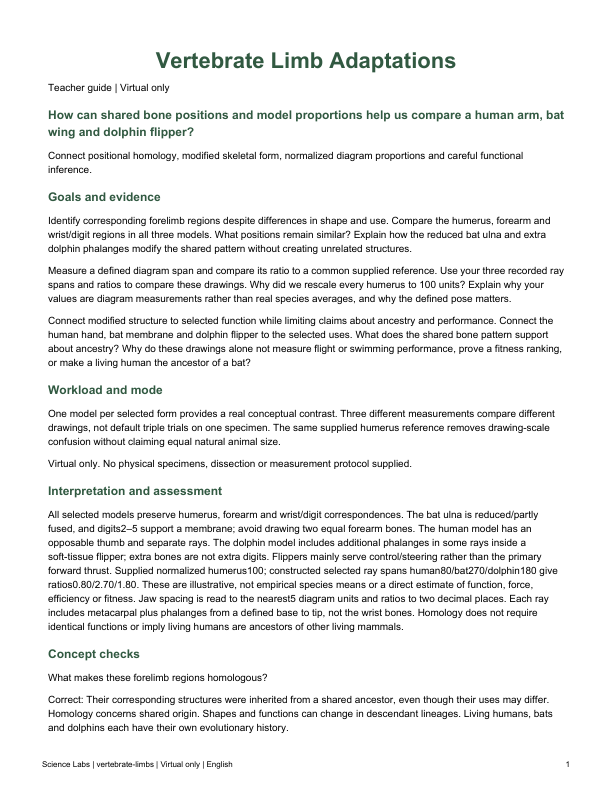 Vertebrate Limb Adaptations
Teacher guide | Virtual only
How can shared bone positions and model proportions help us compare a human arm, bat
wing and dolphin flipper?
Connect positional homology, modified skeletal form, normalized diagram proportions and careful functional
inference.
Goals and evidence
Identify corresponding forelimb regions despite differences in shape and use. Compare the humerus, forearm and
wrist/digit regions in all three models. What positions remain similar? Explain how the reduced bat ulna and extra
dolphin phalanges modify the shared pattern without creating unrelated structures.
Measure a defined diagram span and compare its ratio to a common supplied reference. Use your three recorded ray
spans and ratios to compare these drawings. Why did we rescale every humerus to 100 units? Explain why your
values are diagram measurements rather than real species averages, and why the defined pose matters.
Connect modified structure to selected function while limiting claims about ancestry and performance. Connect the
human hand, bat membrane and dolphin flipper to the selected uses. What does the shared bone pattern support
about ancestry? Why do these drawings alone not measure flight or swimming performance, prove a fitness ranking,
or make a living human the ancestor of a bat?
Workload and mode
One model per selected form provides a real conceptual contrast. Three different measurements compare different
drawings, not default triple trials on one specimen. The same supplied humerus reference removes drawing-scale
confusion without claiming equal natural animal size.
Virtual only. No physical specimens, dissection or measurement protocol supplied.
Interpretation and assessment
All selected models preserve humerus, forearm and wrist/digit correspondences. The bat ulna is reduced/partly
fused, and digits2–5 support a membrane; avoid drawing two equal forearm bones. The human model has an
opposable thumb and separate rays. The dolphin model includes additional phalanges in some rays inside a
soft-tissue flipper; extra bones are not extra digits. Flippers mainly serve control/steering rather than the primary
forward thrust. Supplied normalized humerus100; constructed selected ray spans human80/bat270/dolphin180 give
ratios0.80/2.70/1.80. These are illustrative, not empirical species means or a direct estimate of function, force,
efficiency or fitness. Jaw spacing is read to the nearest5 diagram units and ratios to two decimal places. Each ray
includes metacarpal plus phalanges from a defined base to tip, not the wrist bones. Homology does not require
identical functions or imply living humans are ancestors of other living mammals.
Concept checks
What makes these forelimb regions homologous?
Correct: Their corresponding structures were inherited from a shared ancestor, even though their uses may differ.
Homology concerns shared origin. Shapes and functions can change in descendant lineages. Living humans, bats
and dolphins each have their own evolutionary history.
Science Labs | vertebrate-limbs | Virtual only | English
1